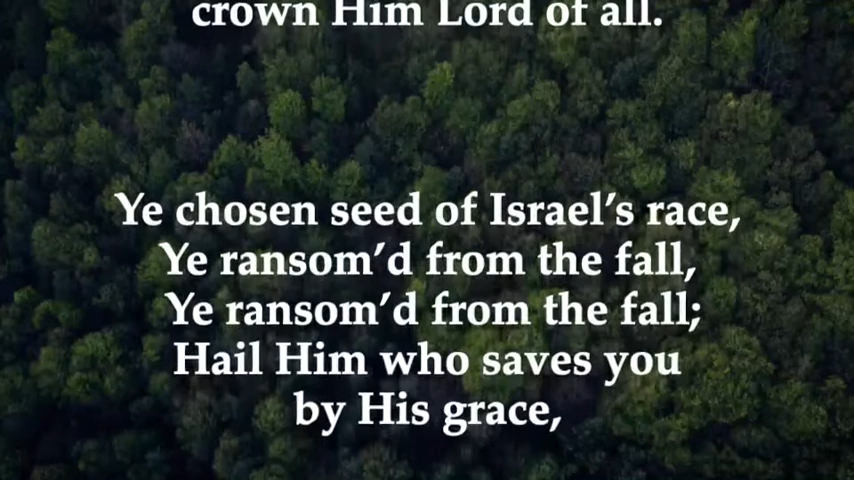 crown Him Lord of all.
Ye chosen seed of Israel's race,
Ye ransom'd from the fall,
Ye ransom'd from the fall;
Hail Him who saves you
by His grace,